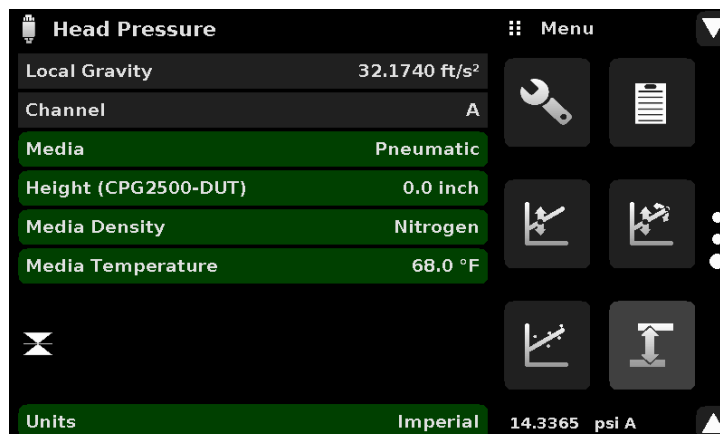 Head Pressure
Menu
Local Gravity 32.1740 ft/s²
Channel A
Media Pneumatic
Height (CPG2500-DUT) 0.0 inch
Media Density Nitrogen
Media Temperature 68.0 °F
Units Imperial
14.3365 psi A